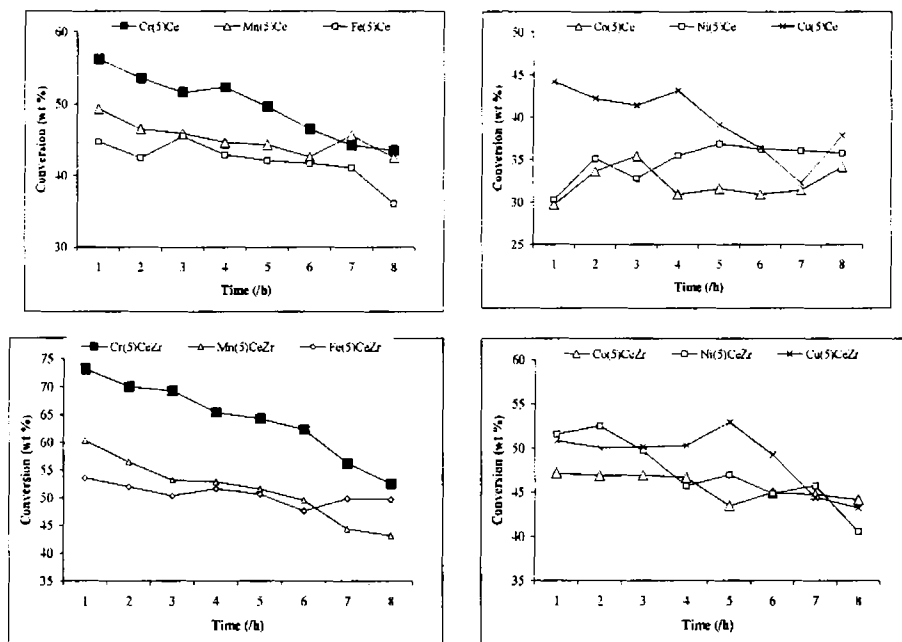 Cr(5)Ce Mn(5)Ce Fe(5)Ce
60
50
40
30
Conversion (wt %)
1 2 3 4 5 6 7 8
Time (/h)
Co(5)Ce Ni(5)Ce Cu(5)Ce
50
45
40
35
30
25
Conversion (wt %)
1 2 3 4 5 6 7 8
Time (/h)
Cr(5)CeZr Mn(5)CeZr Fe(5)CeZr
75
70
65
60
55
50
45
40
35
Conversion (wt %)
1 2 3 4 5 6 7 8
Time (/h)
Co(5)CeZr Ni(5)CeZr Cu(5)CeZr
60
55
50
45
40
35
Conversion (wt %)
1 2 3 4 5 6 7 8
Time (/h)